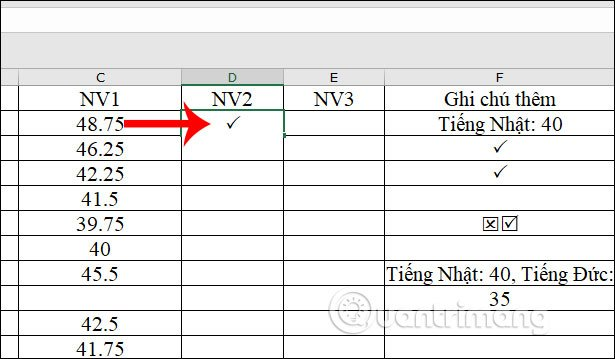 C D E F
NV1 NV2 NV3 Ghi chú thêm
48.75 ✓ Tiếng Nhật: 40
46.25 ✓
42.25 ✓
41.5
39.75 ☒☑
40
45.5 Tiếng Nhật: 40, Tiếng Đức:
35
42.5
41.75
Quantrimang